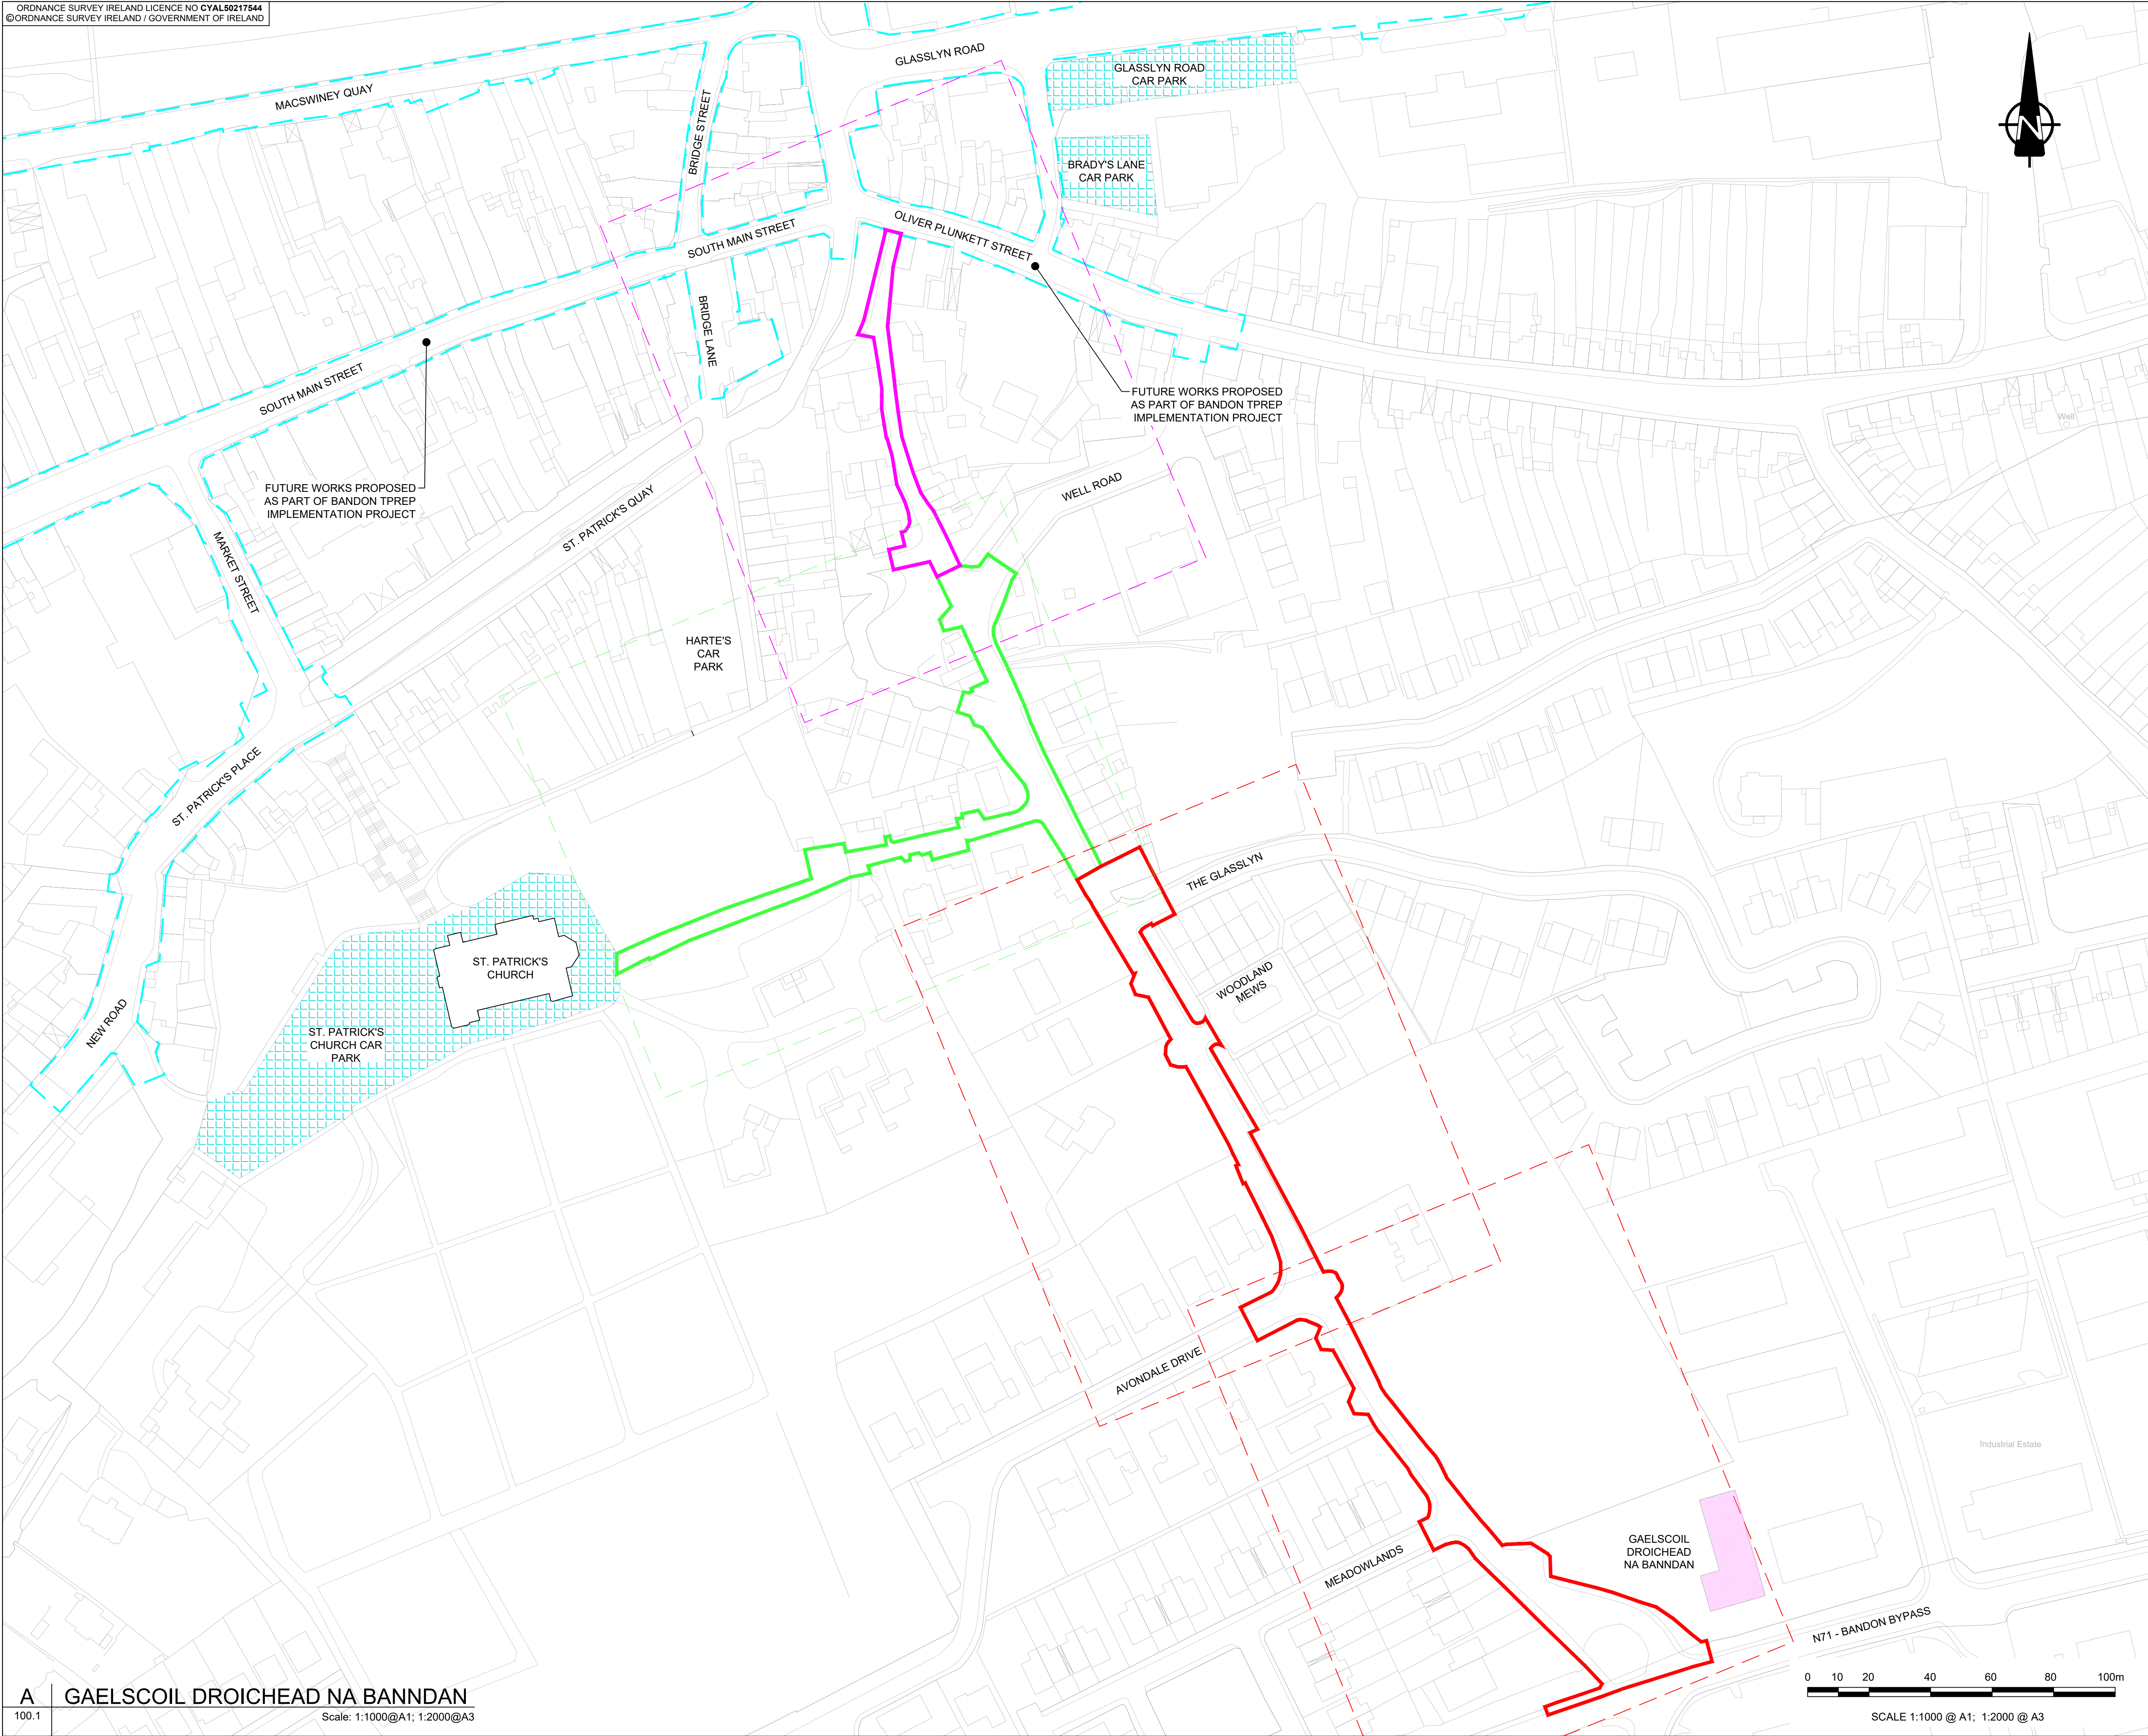 ORDNANCE SURVEY IRELAND LICENCE NO CYAL50217544
©ORDNANCE SURVEY IRELAND / GOVERNMENT OF IRELAND
GLASSLYN ROAD
GLASSLYN ROAD
CAR PARK
MACSWINEY QUAY
BRIDGE STREET
N
BRADY'S LANE
CAR PARK
OLIVER PLUNKETT STREET
SOUTH MAIN STREET
BRIDGE LANE
SOUTH MAIN STREET
FUTURE WORKS PROPOSED
AS PART OF BANDON TPREP
IMPLEMENTATION PROJECT
Well
FUTURE WORKS PROPOSED
AS PART OF BANDON TPREP
IMPLEMENTATION PROJECT
WELL ROAD
ST. PATRICK'S QUAY
MARKET STREET
HARTE'S
CAR
PARK
ST. PATRICK'S PLACE
THE GLASSLYN
ST. PATRICK'S
CHURCH
WOODLAND
MEWS
NEW ROAD
ST. PATRICK'S
CHURCH CAR
PARK
AVONDALE DRIVE
Industrial Estate
GAELSCOIL
DROICHEAD
NA BANNDAN
MEADOWLANDS
N71 - BANDON BYPASS
0 10 20 40 60 80 100m
SCALE 1:1000 @ A1; 1:2000 @ A3
A
100.1
GAELSCOIL DROICHEAD NA BANNDAN
Scale: 1:1000@A1; 1:2000@A3